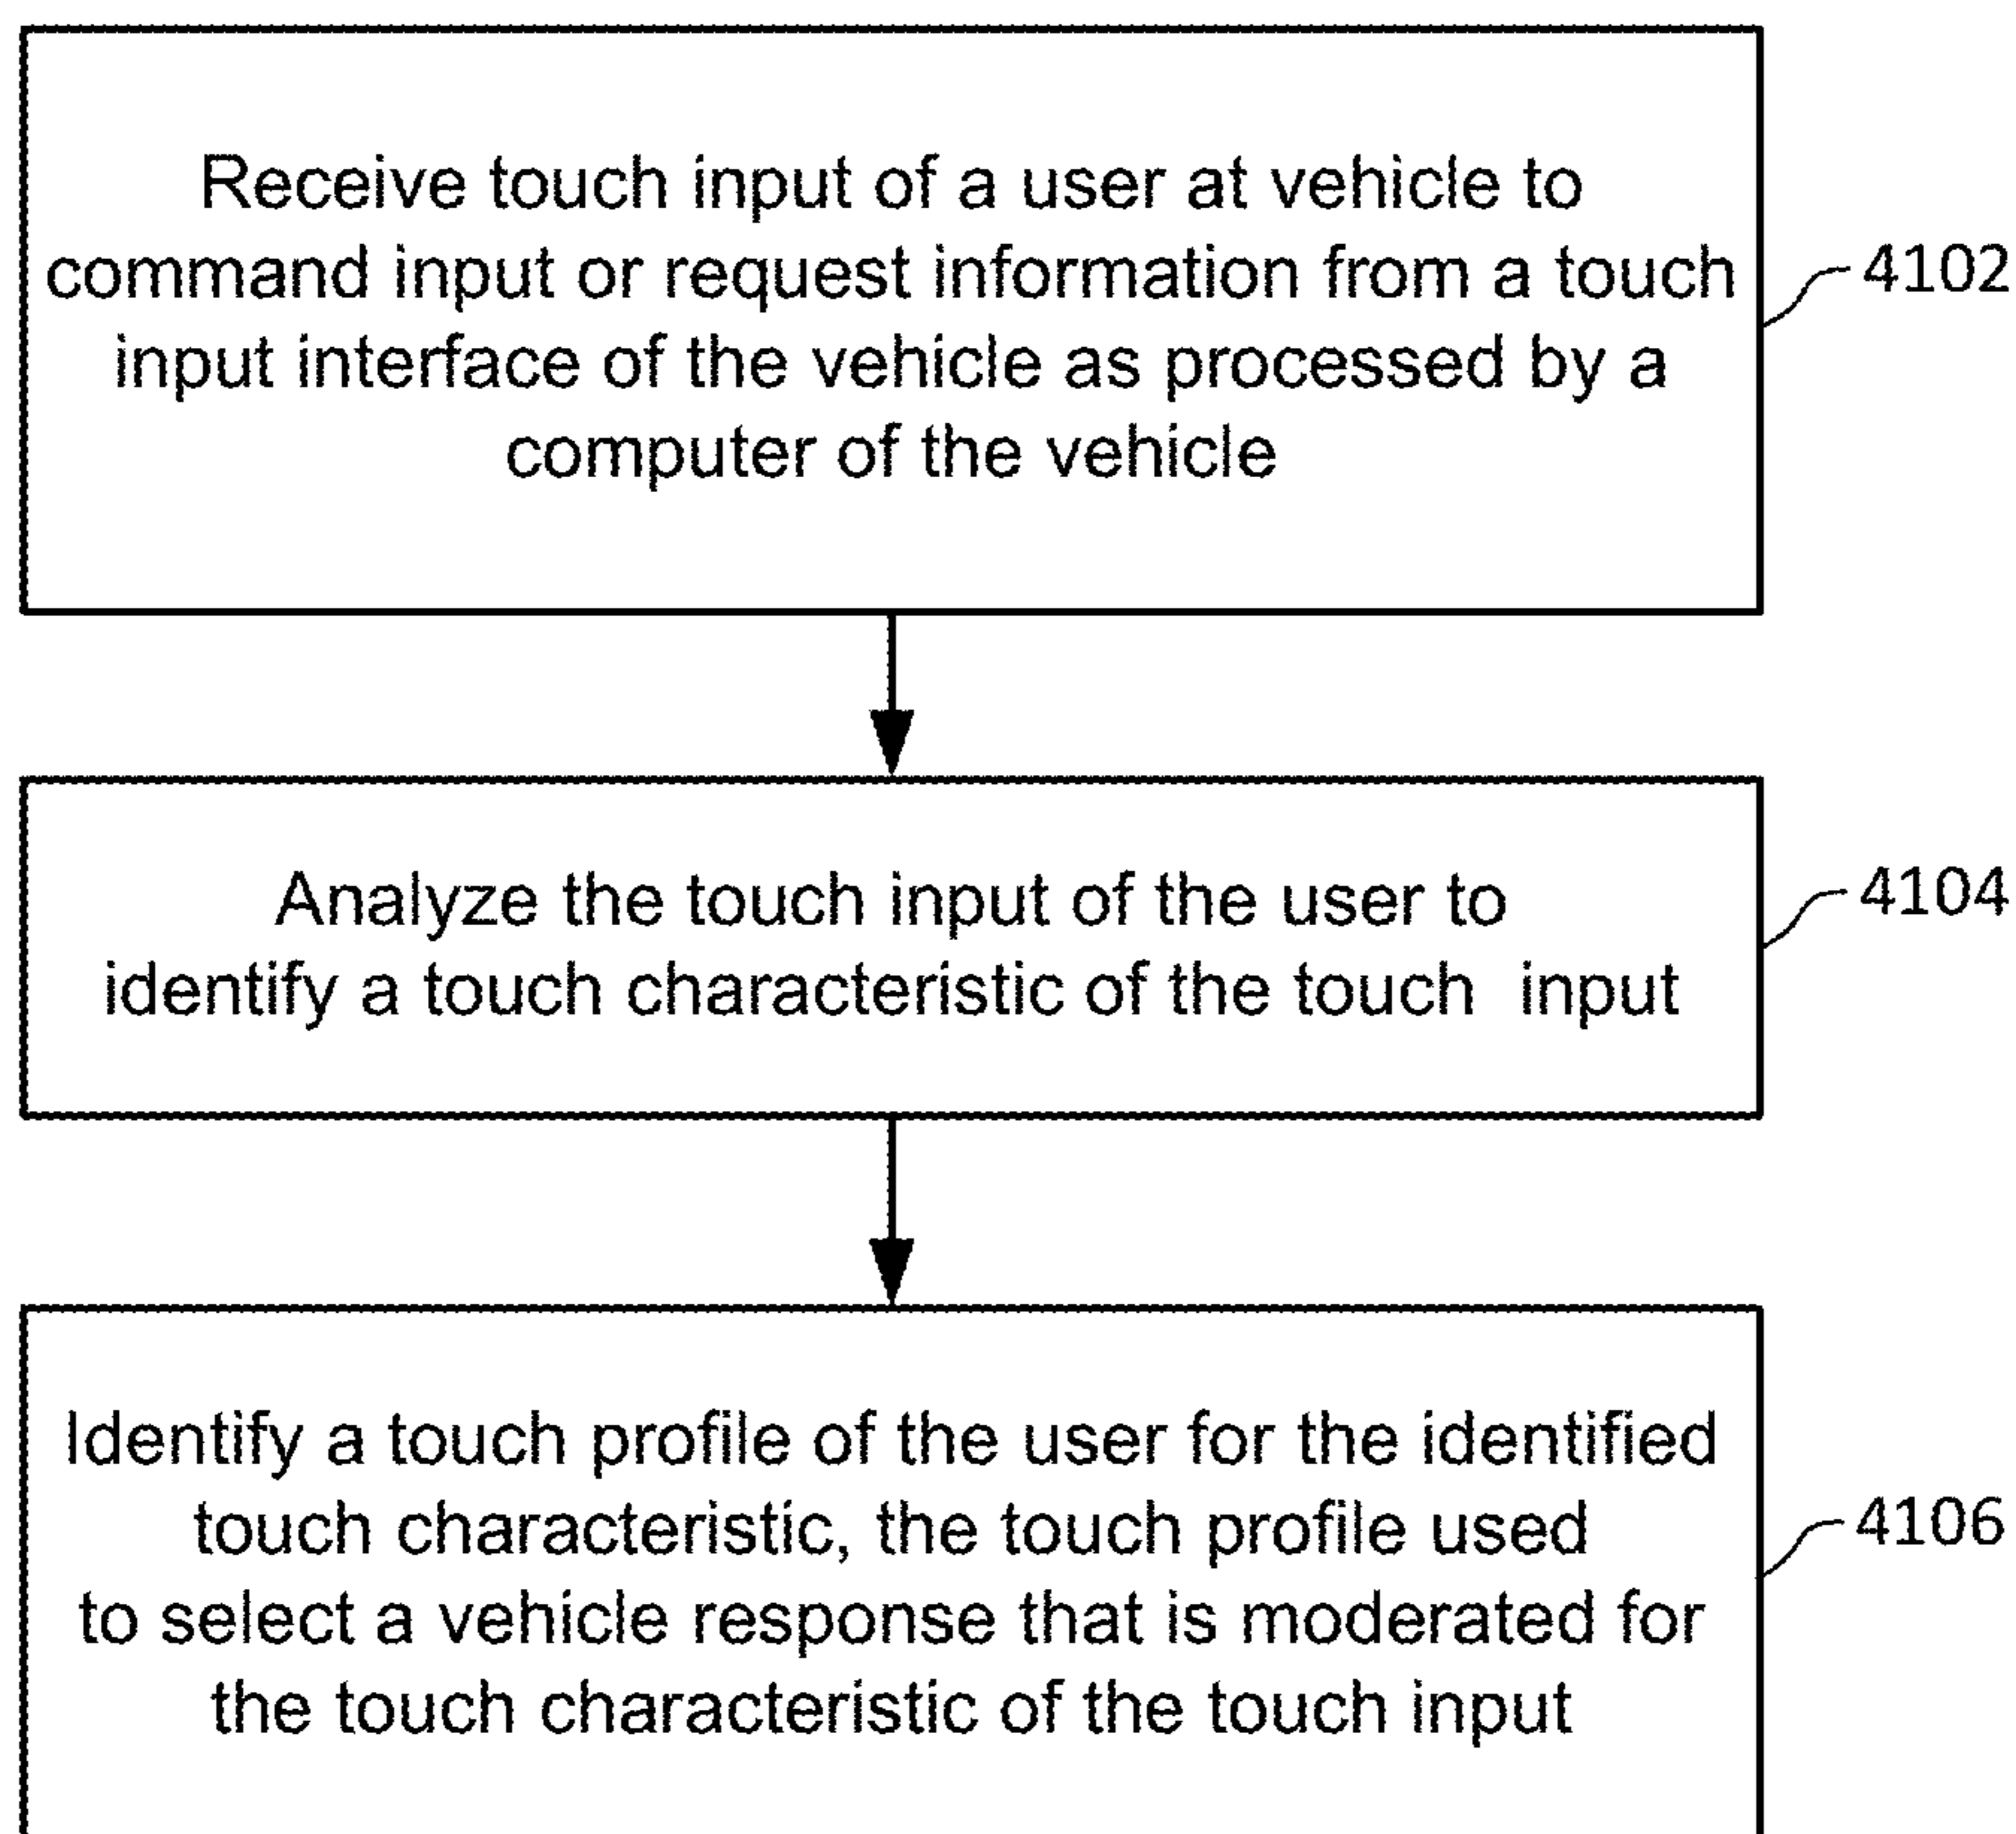 Receive touch input of a user at vehicle to
command input or request information from a touch
input interface of the vehicle as processed by a
computer of the vehicle
4102
Analyze the touch input of the user to
identify a touch characteristic of the touch input
4104
Identify a touch profile of the user for the identified
touch characteristic, the touch profile used
to select a vehicle response that is moderated for
the touch characteristic of the touch input
4106